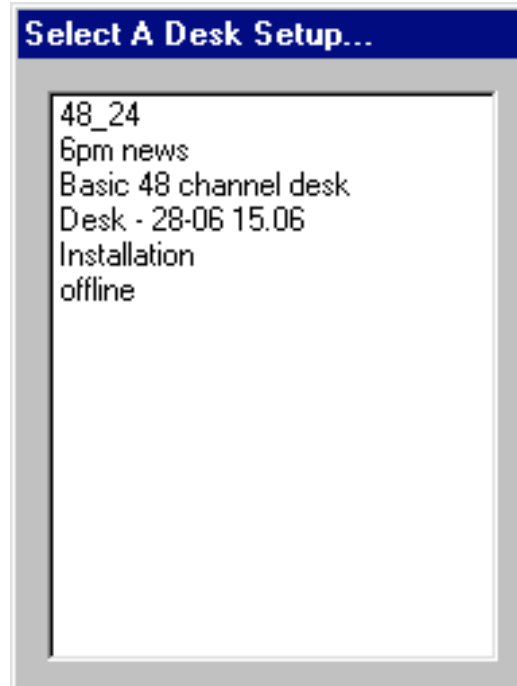 Select A Desk Setup...
48_24
6pm news
Basic 48 channel desk
Desk - 28-06 15.06
Installation
offline